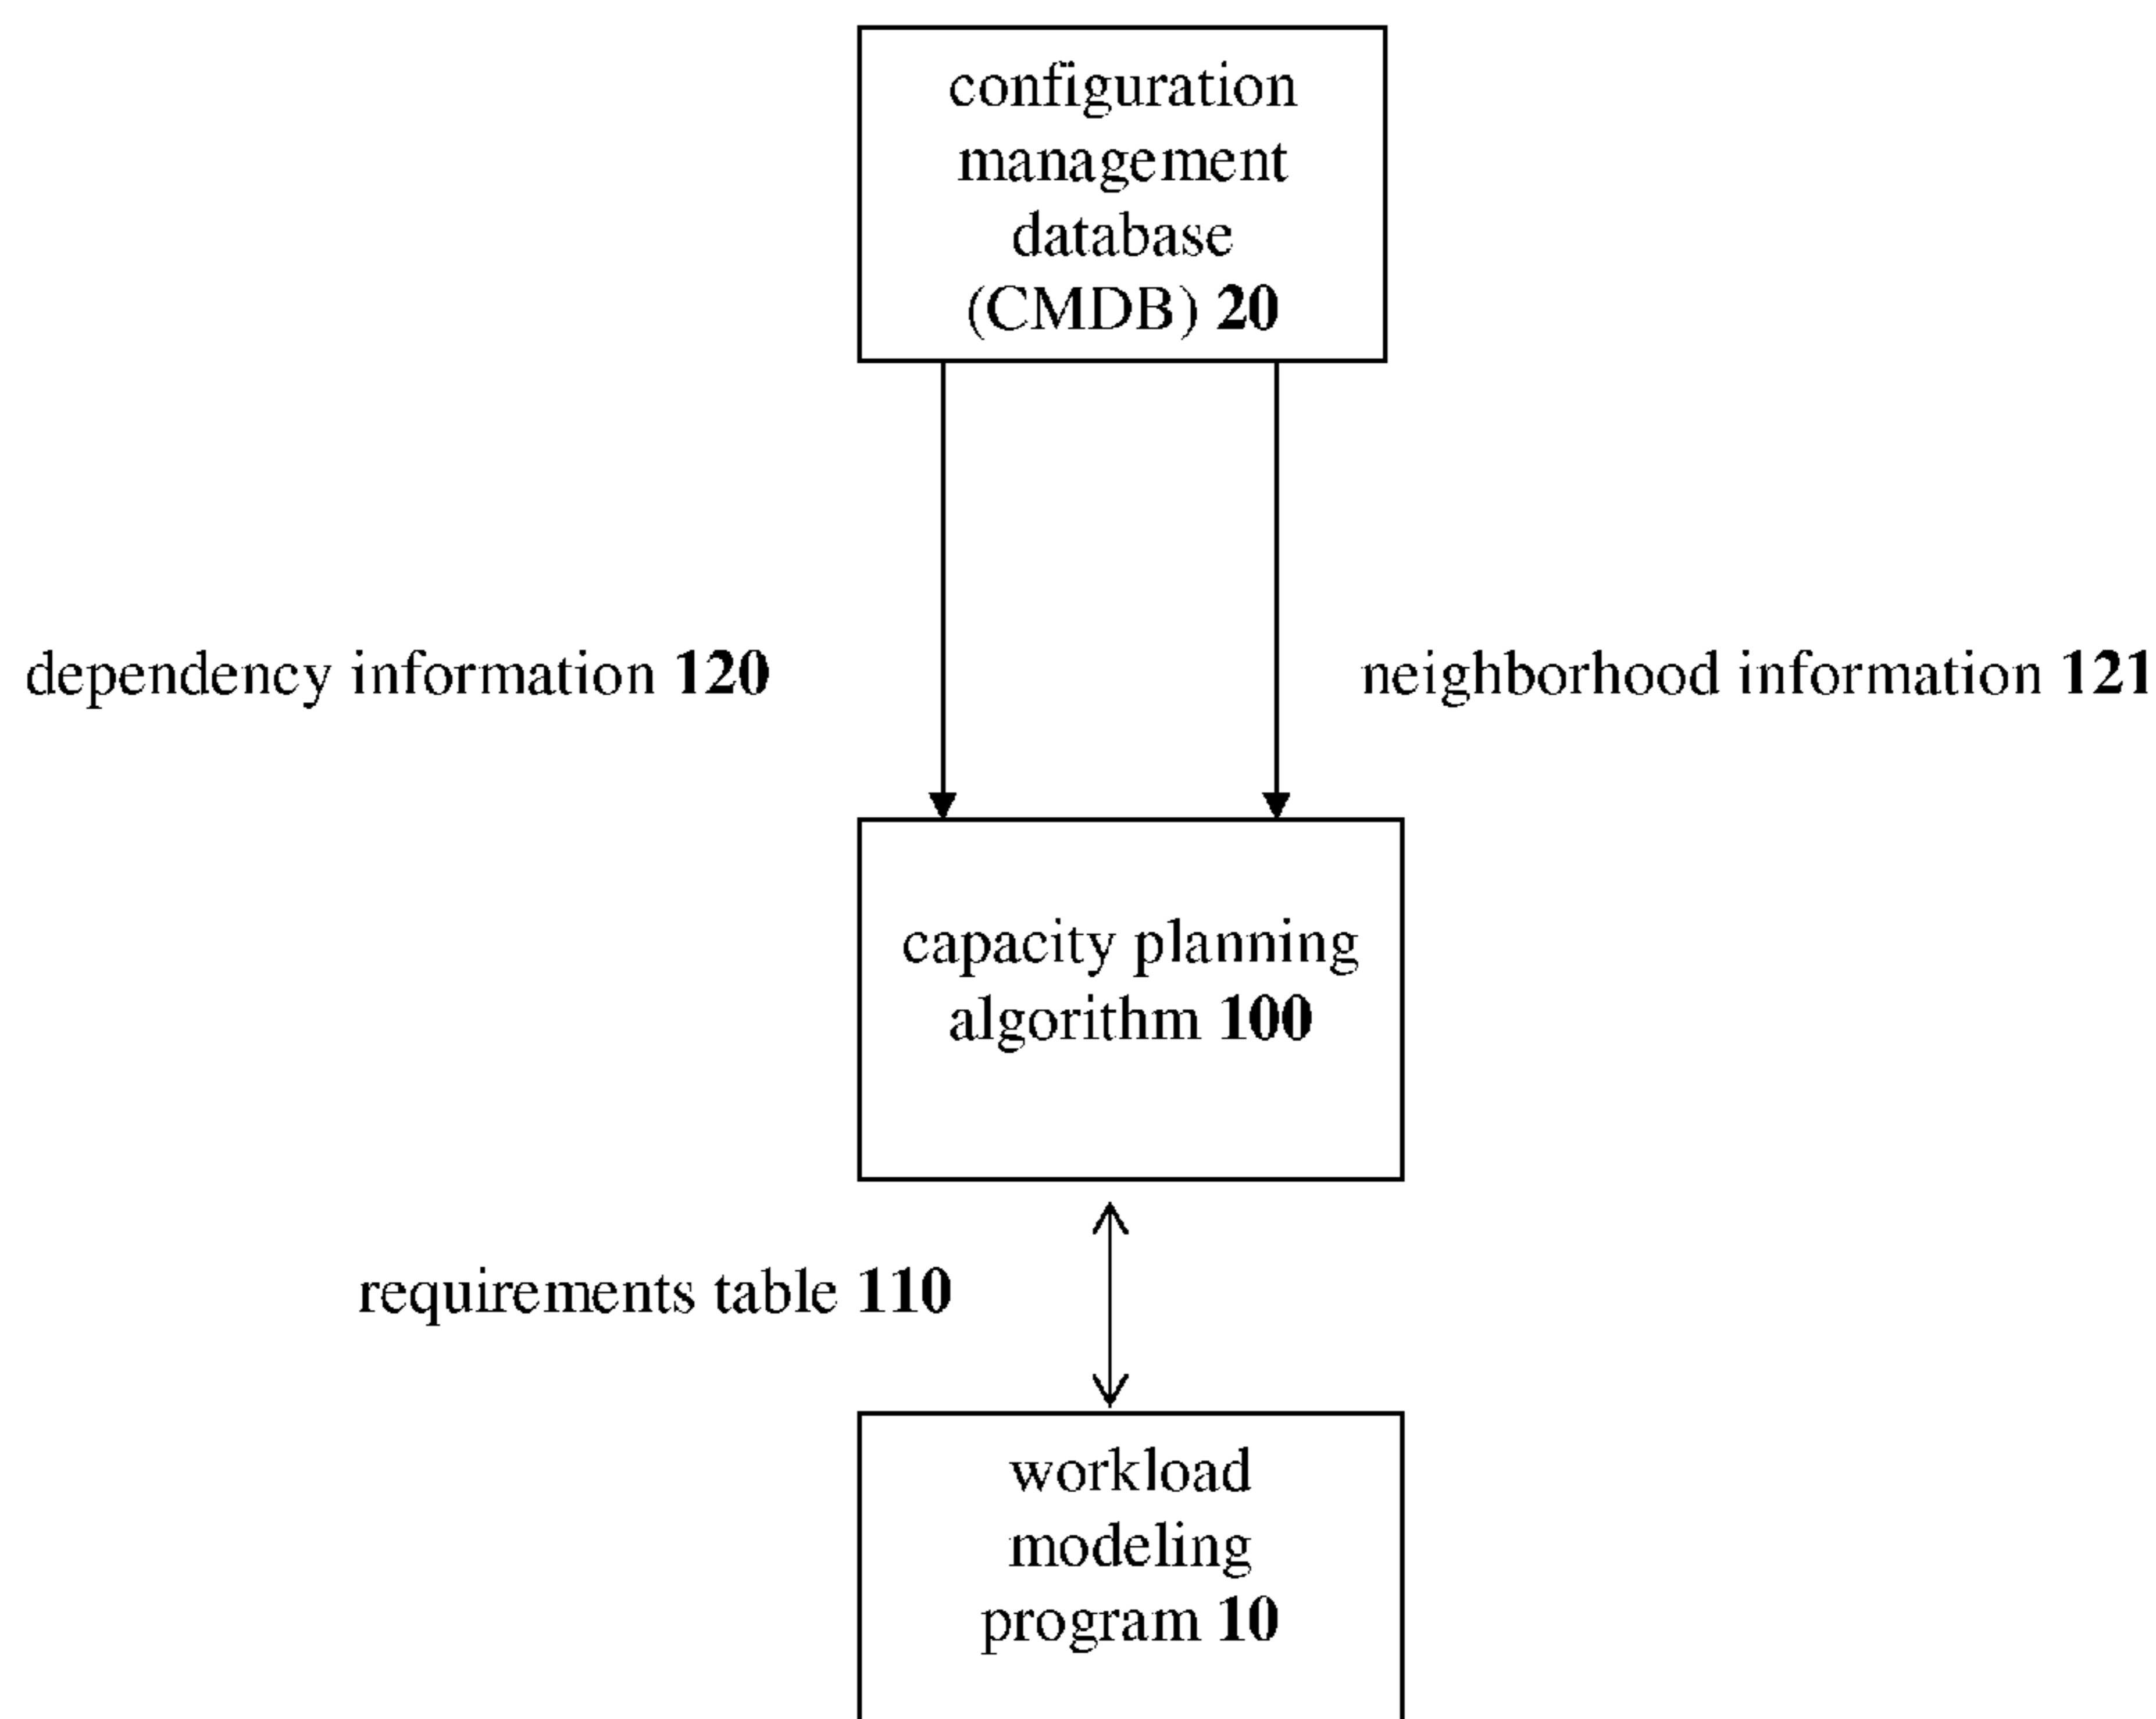 configuration
management
database
(CMDB) 20
dependency information 120
neighborhood information 121
capacity planning
algorithm 100
requirements table 110
workload
modeling
program 10